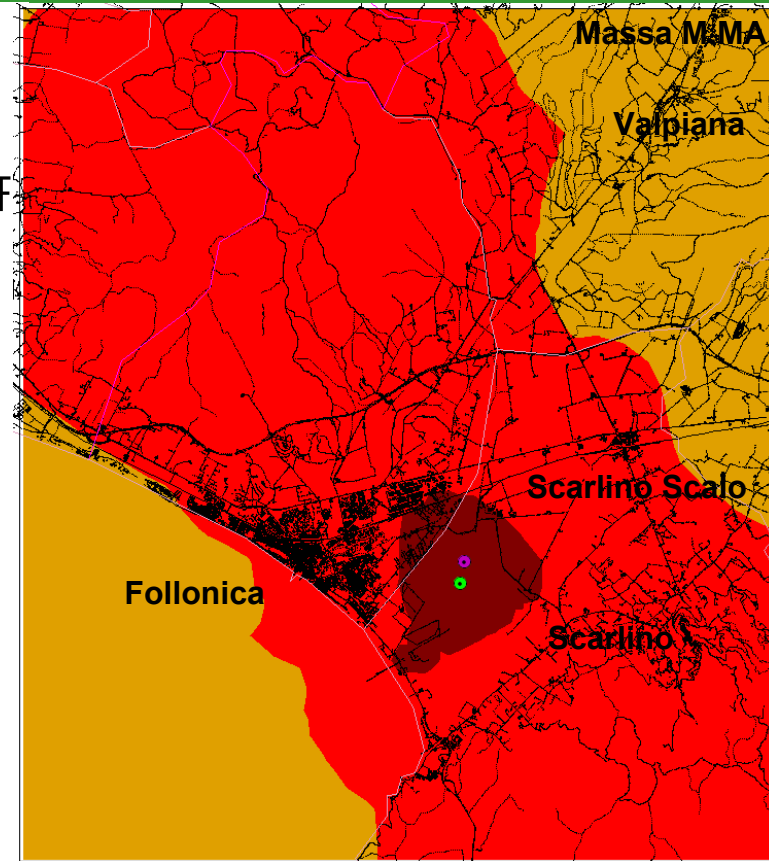 Massa M.MA
Valpiana
F
Scarlino Scalo
Follonica
Scarlino